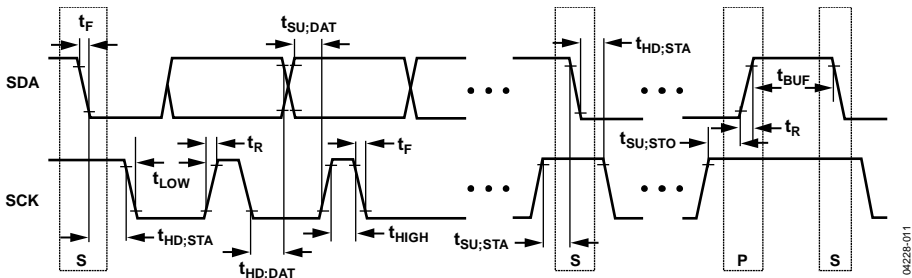 tF
tSU;DAT
tHD;STA
SDA
tBUF
tR
tSU;STO
tR
tF
tLOW
SCK
tHD;STA
tHIGH
tSU;STA
tHD;DAT
S
S
P
S
04228-011